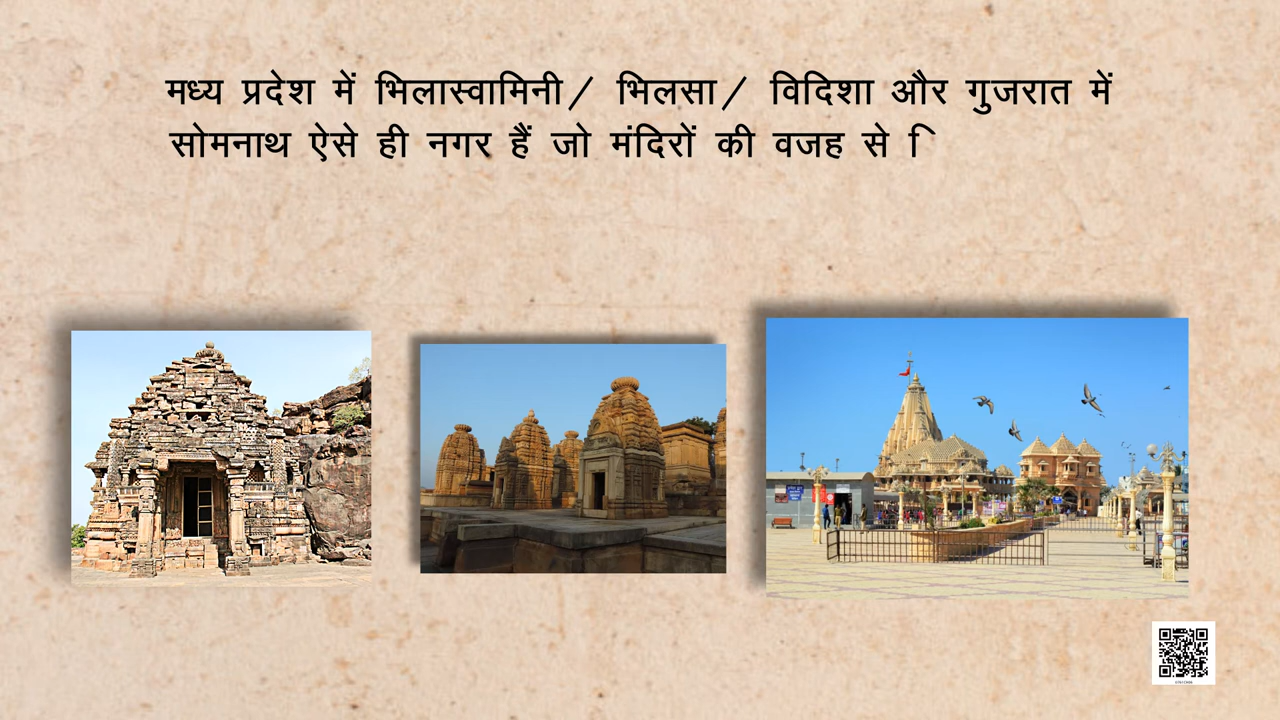 मध्य प्रदेश में भिलास्वामिनी/ भिलसा/ विदिशा और गुजरात में
सोमनाथ ऐसे ही नगर हैं जो मंदिरों की वजह से ि